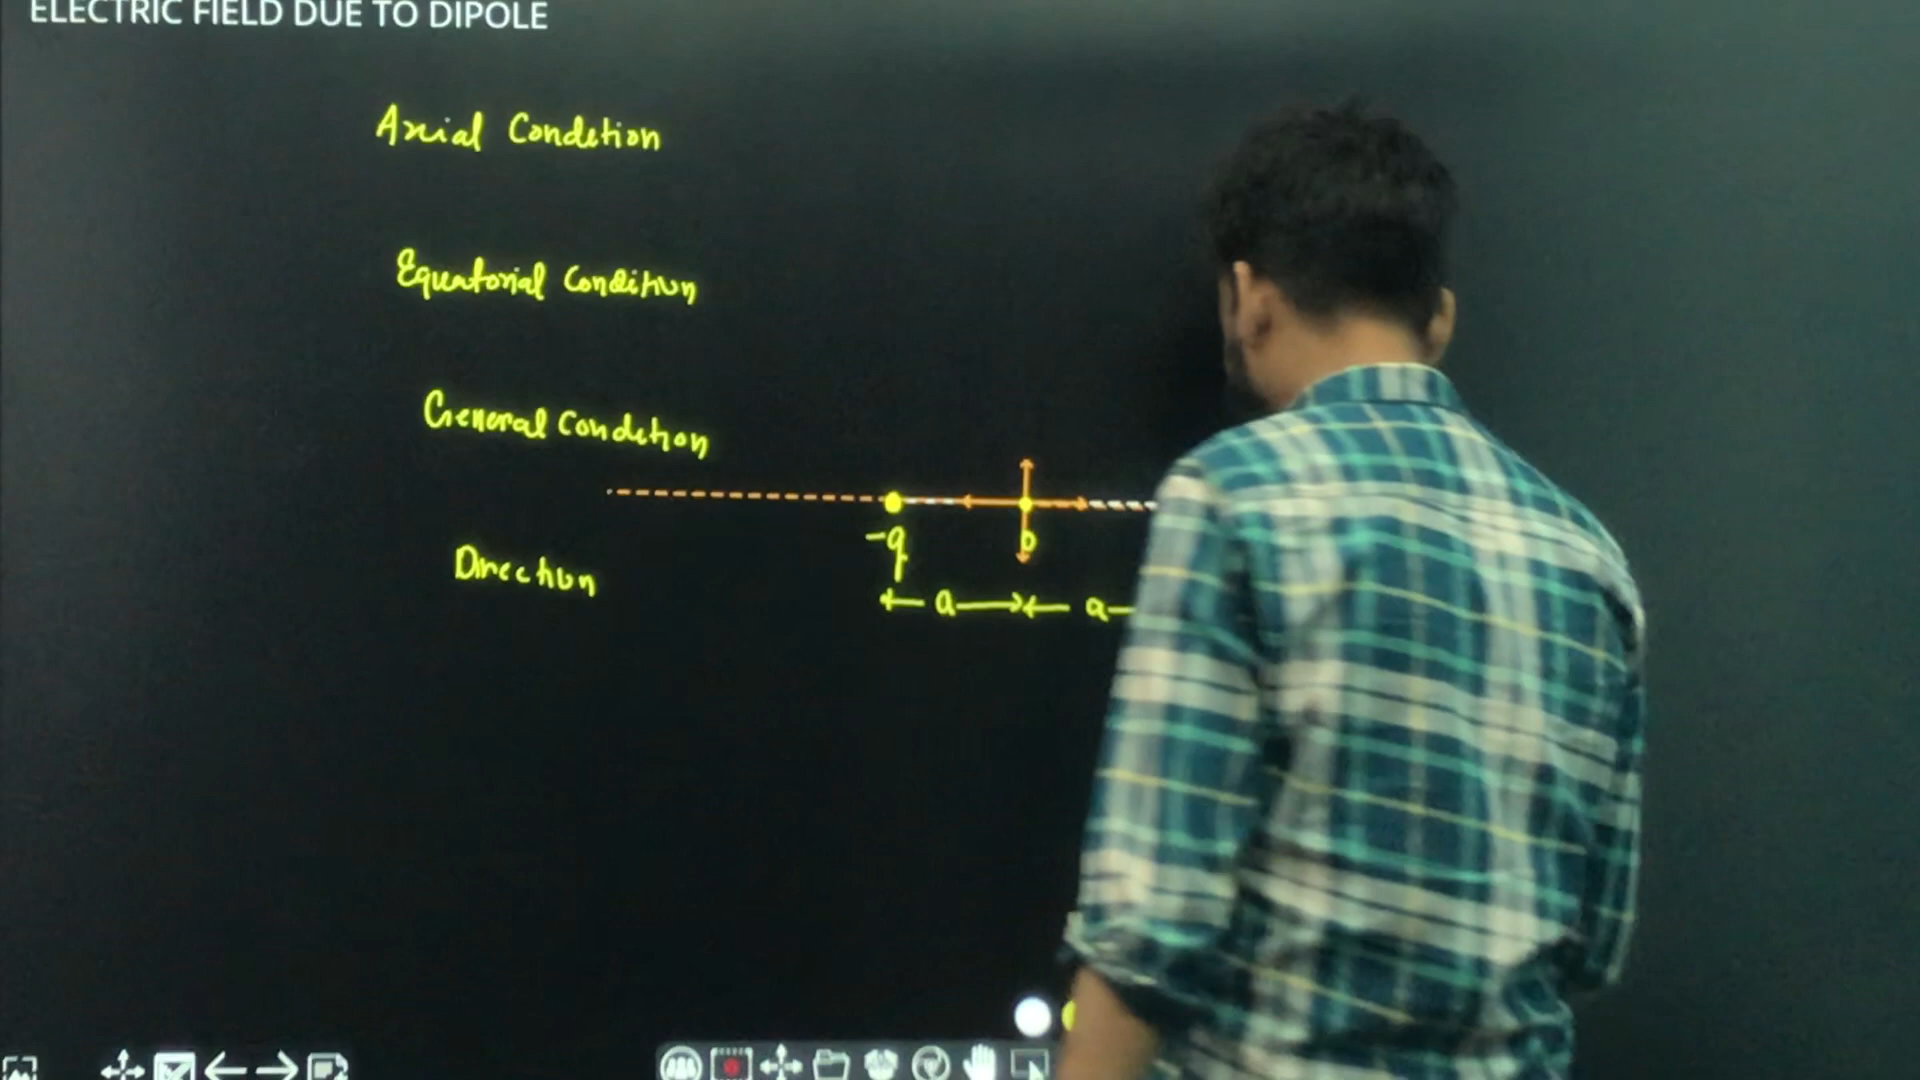 ELECTRIC FIELD DUE TO DIPOLE
Axial Condition
Equatorial Condition
General Condition
-q
o
Direction
a a